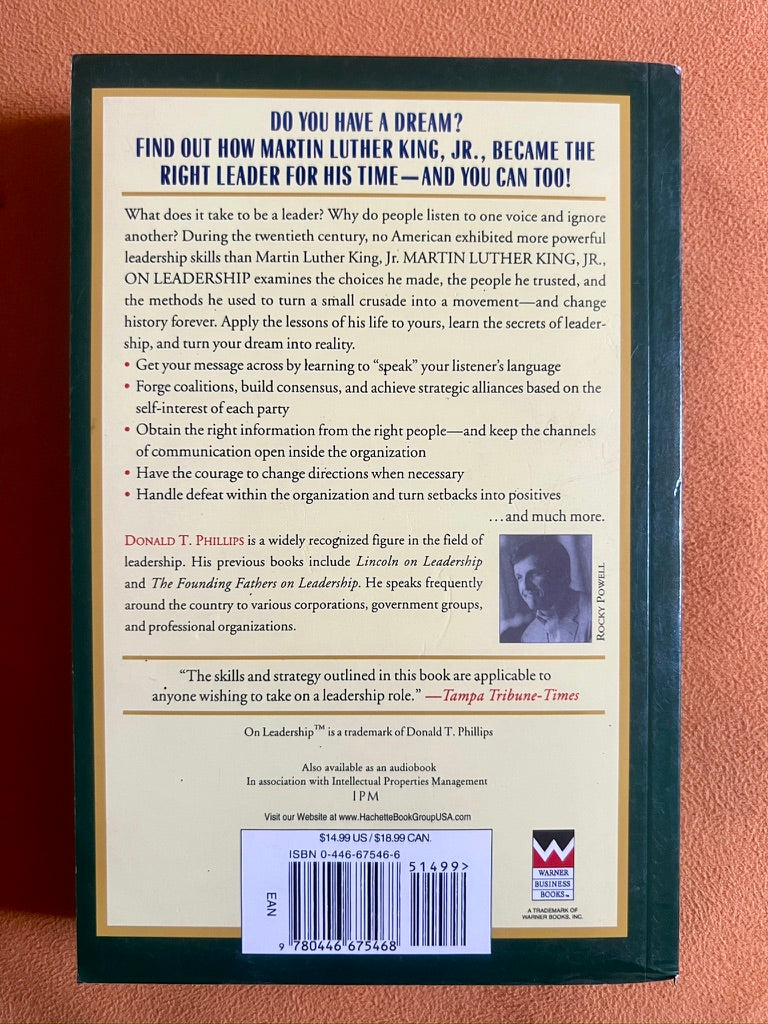 DO YOU HAVE A DREAM?
FIND OUT HOW MARTIN LUTHER KING, JR., BECAME THE
RIGHT LEADER FOR HIS TIME—AND YOU CAN TOO!
What does it take to be a leader? Why do people listen to one voice and ignore
another? During the twentieth century, no American exhibited more powerful
leadership skills than Martin Luther King, Jr. MARTIN LUTHER KING, JR.,
ON LEADERSHIP examines the choices he made, the people he trusted, and
the methods he used to turn a small crusade into a movement—and change
history forever. Apply the lessons of his life to yours, learn the secrets of leader-
ship, and turn your dream into reality.
• Get your message across by learning to “speak” your listener’s language
• Forge coalitions, build consensus, and achieve strategic alliances based on the
self-interest of each party
• Obtain the right information from the right people—and keep the channels
of communication open inside the organization
• Have the courage to change directions when necessary
• Handle defeat within the organization and turn setbacks into positives
...and much more.
DONALD T. PHILLIPS is a widely recognized figure in the field of
leadership. His previous books include Lincoln on Leadership
and The Founding Fathers on Leadership. He speaks frequently
around the country to various corporations, government groups,
and professional organizations.
ROCKY POWELL
“The skills and strategy outlined in this book are applicable to
anyone wishing to take on a leadership role.” —Tampa Tribune-Times
On Leadership™ is a trademark of Donald T. Phillips
Also available as an audiobook
In association with Intellectual Properties Management
IPM
Visit our Website at www.HachetteBookGroupUSA.com
$14.99 US / $18.99 CAN.
ISBN 0-446-67546-6
51499>
EAN
9 780446 675468
WARNER
BUSINESS
BOOKS™
A TRADEMARK OF
WARNER BOOKS, INC.